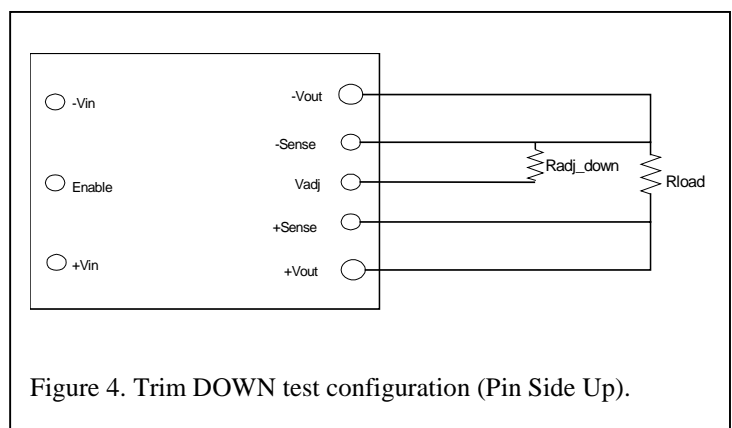 -Vin
-Vout
-Sense
Radj_down
Enable
Vadj
Rload
+Sense
+Vin
+Vout
Figure 4. Trim DOWN test configuration (Pin Side Up).